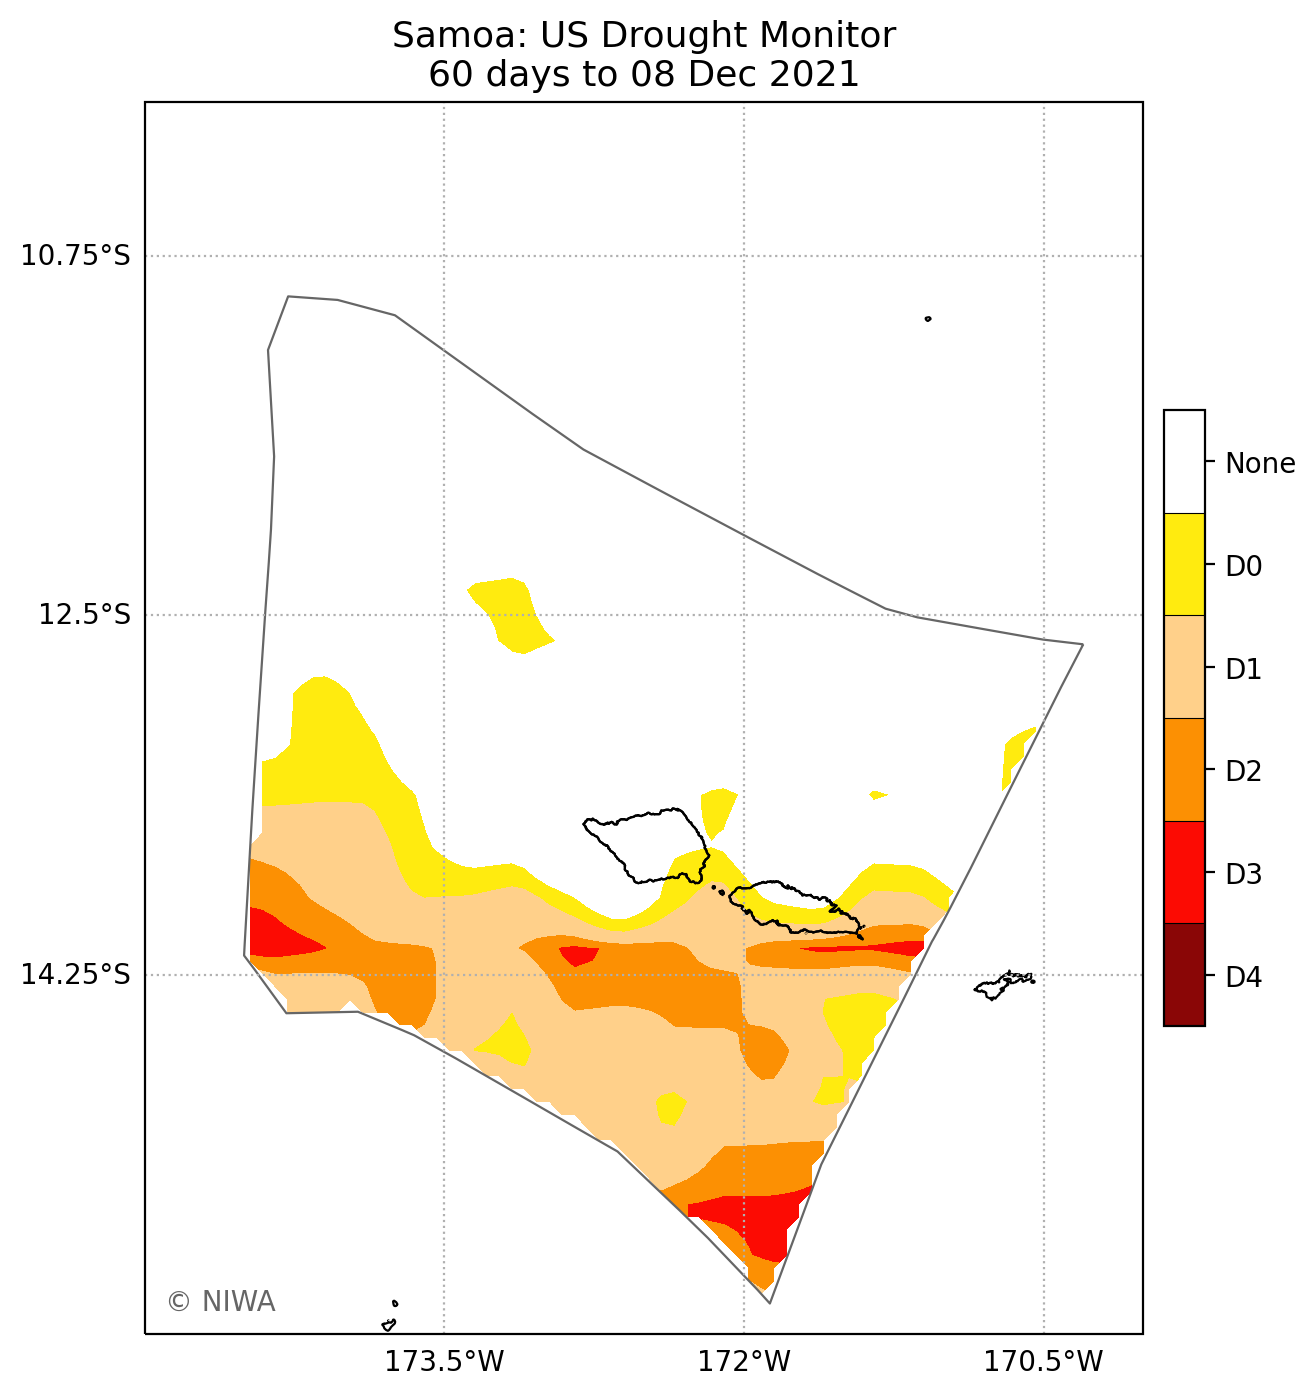 Samoa: US Drought Monitor
60 days to 08 Dec 2021
10.75°S
12.5°S
14.25°S
173.5°W
172°W
170.5°W
None
D0
D1
D2
D3
D4
© NIWA